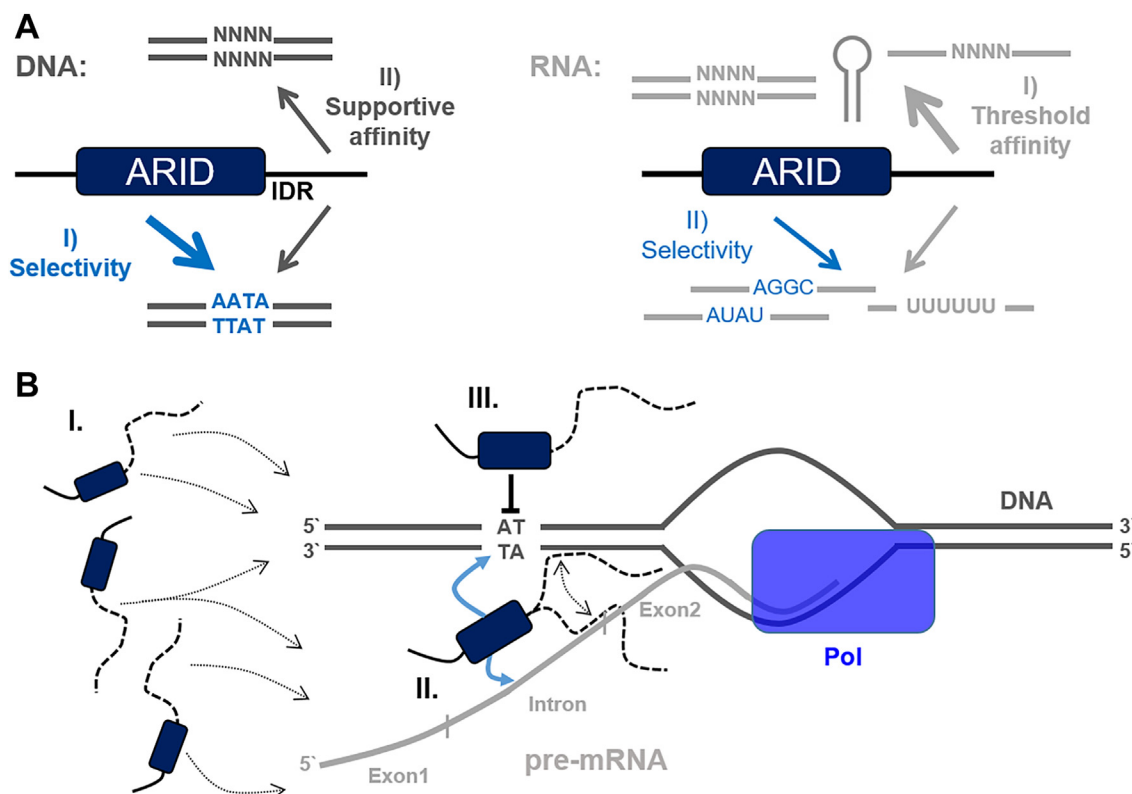 A
DNA:
NNNN
NNNN
II)
Supportive
affinity
ARID
IDR
I)
Selectivity
AATA
TTAT
RNA:
NNNN
NNNN
NNNN
I)
Threshold
affinity
ARID
II)
Selectivity
AGGC
AUAU
UUUUUU
B
I.
III.
DNA
5`
AT
3`
3`
TA
5`
Exon2
Pol
II.
Intron
5`
Exon1
pre-mRNA